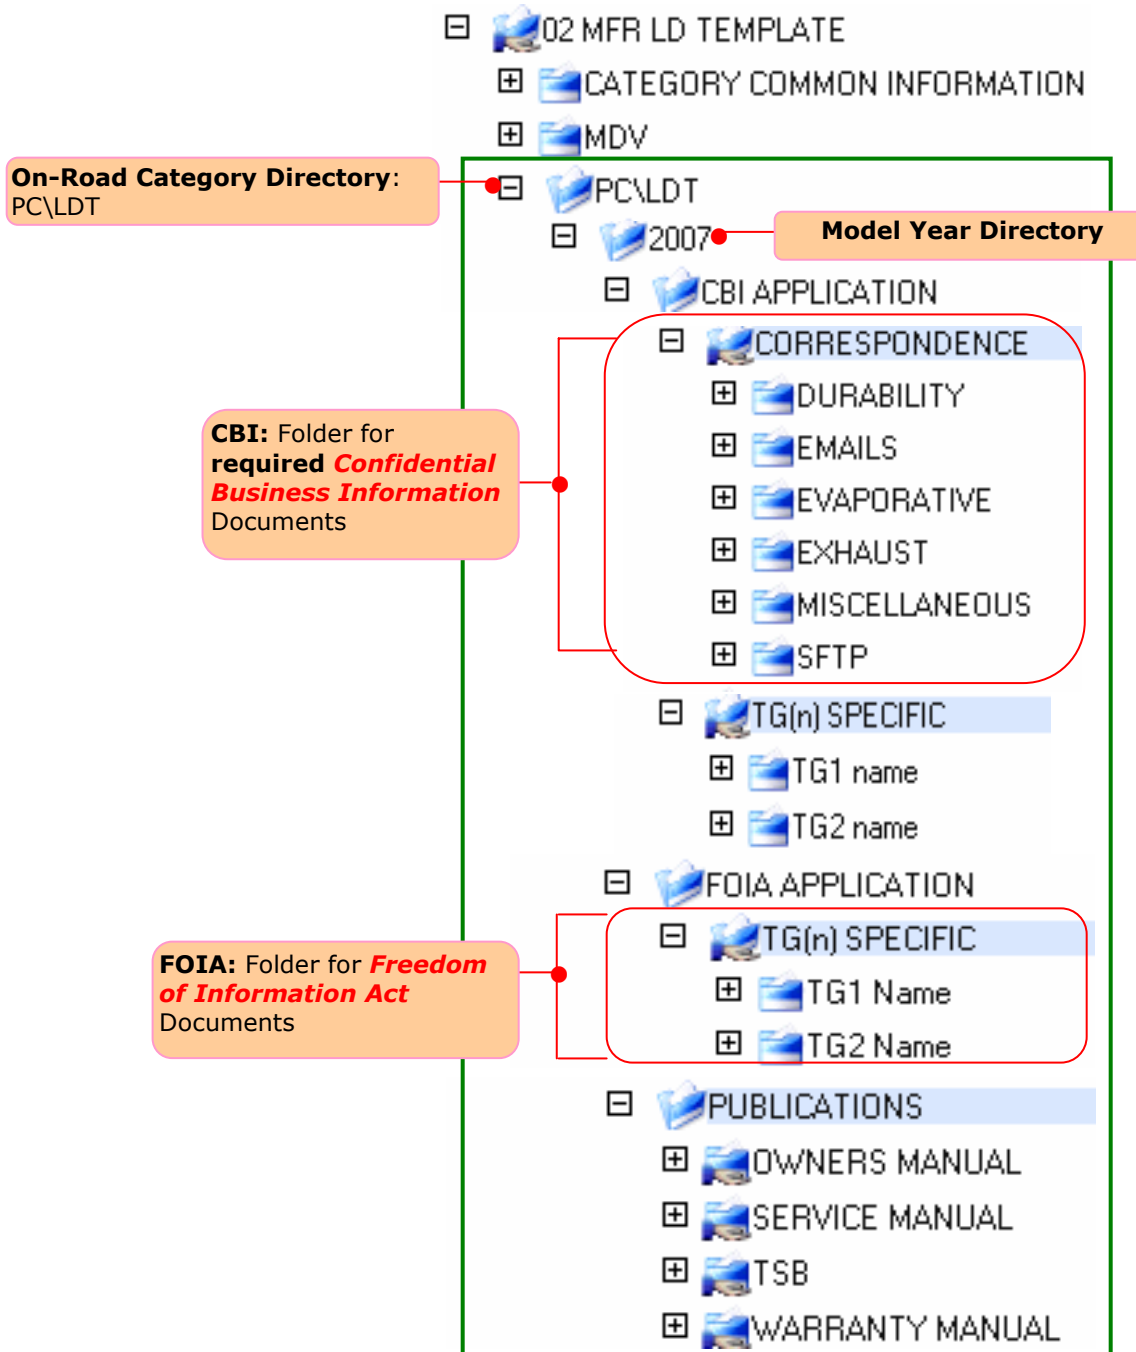 02 MFR LD TEMPLATE
CATEGORY COMMON INFORMATION
MDV
On-Road Category Directory:
PC\LDT
PC\LDT
2007
Model Year Directory
CBI APPLICATION
CORRESPONDENCE
DURABILITY
EMAILS
EVAPORATIVE
EXHAUST
MISCELLANEOUS
SFTP
CBI: Folder for
required Confidential
Business Information
Documents
TG(n) SPECIFIC
TG1 name
TG2 name
FOIA APPLICATION
TG(n) SPECIFIC
TG1 Name
TG2 Name
FOIA: Folder for Freedom
of Information Act
Documents
PUBLICATIONS
OWNERS MANUAL
SERVICE MANUAL
TSB
WARRANTY MANUAL